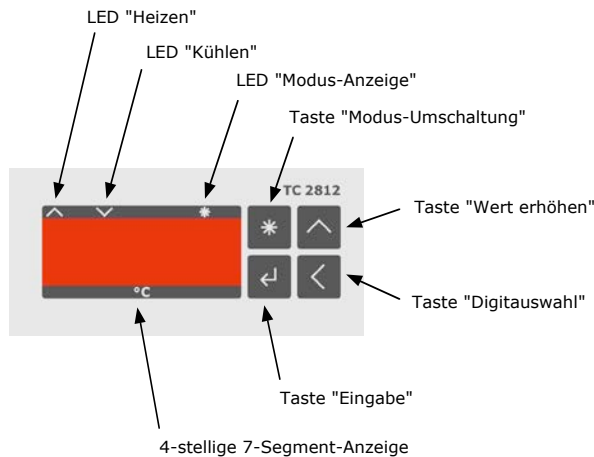 LED "Heizen"
LED "Kühlen"
LED "Modus-Anzeige"
Taste "Modus-Umschaltung"
TC 2812
Taste "Wert erhöhen"
°C
Taste "Digitauswahl"
Taste "Eingabe"
4-stellige 7-Segment-Anzeige